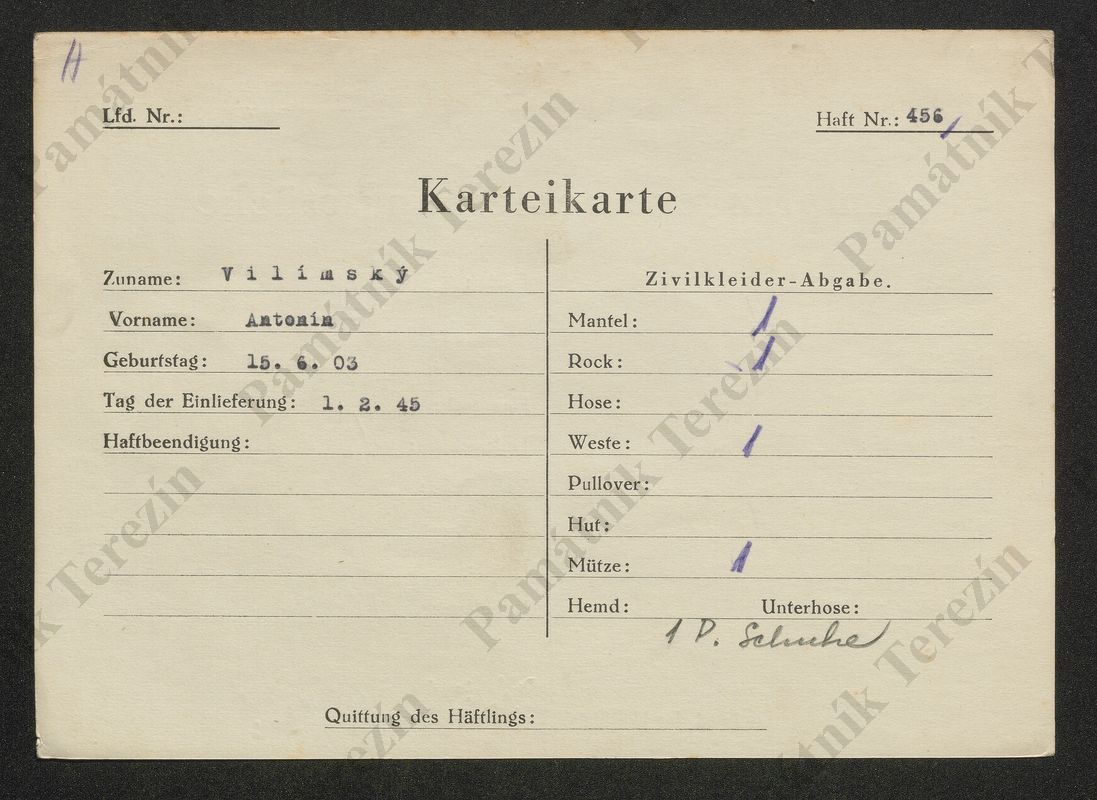 H
Lfd. Nr.:
Haft Nr.: 456
Karteikarte
Zuname: Vilímský
Vorname: Antonín
Geburtstag: 15. 6. 03
Tag der Einlieferung: 1. 2. 45
Haftbeendigung:
Zivilkleider-Abgabe.
Mantel: 1
Rock: 1
Hose:
Weste: 1
Pullover:
Hut:
Mütze: 1
Hemd: Unterhose:
1 P. Schuhe
Quittung des Häftlings:
Památník Terezín